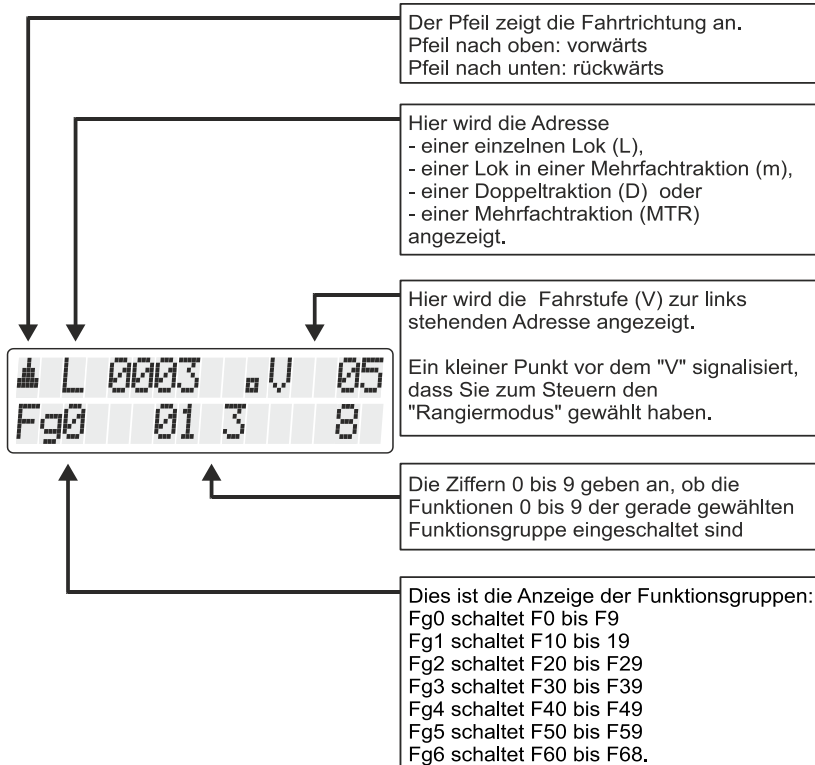 Der Pfeil zeigt die Fahrtrichtung an.
Pfeil nach oben: vorwärts
Pfeil nach unten: rückwärts
Hier wird die Adresse
- einer einzelnen Lok (L),
- einer Lok in einer Mehrfachtraktion (m),
- einer Doppeltraktion (D) oder
- einer Mehrfachtraktion (MTR)
angezeigt.
Hier wird die Fahrstufe (V) zur links
stehenden Adresse angezeigt.
Ein kleiner Punkt vor dem "V" signalisiert,
dass Sie zum Steuern den
"Rangiermodus" gewählt haben.
L 0003 .V 05
Fg0 01 3 8
Die Ziffern 0 bis 9 geben an, ob die
Funktionen 0 bis 9 der gerade gewählten
Funktionsgruppe eingeschaltet sind
Dies ist die Anzeige der Funktionsgruppen:
Fg0 schaltet F0 bis F9
Fg1 schaltet F10 bis 19
Fg2 schaltet F20 bis F29
Fg3 schaltet F30 bis F39
Fg4 schaltet F40 bis F49
Fg5 schaltet F50 bis F59
Fg6 schaltet F60 bis F68.